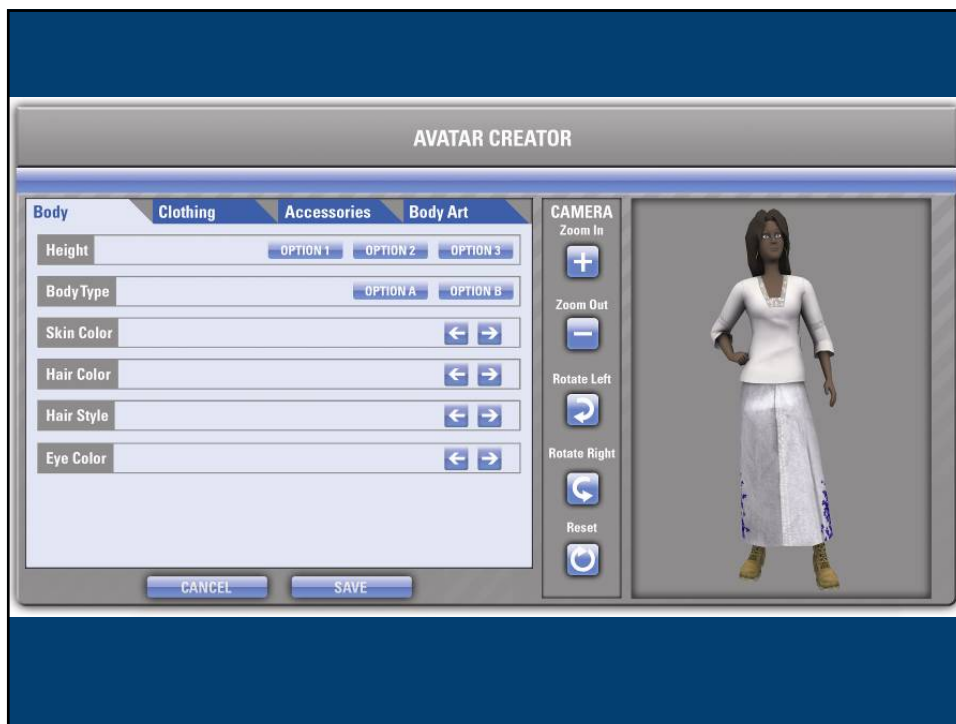 AVATAR CREATOR
Body Clothing Accessories Body Art
Height OPTION 1 OPTION 2 OPTION 3
Body Type OPTION A OPTION B
Skin Color
Hair Color
Hair Style
Eye Color
CANCEL SAVE
CAMERA
Zoom In
Zoom Out
Rotate Left
Rotate Right
Reset